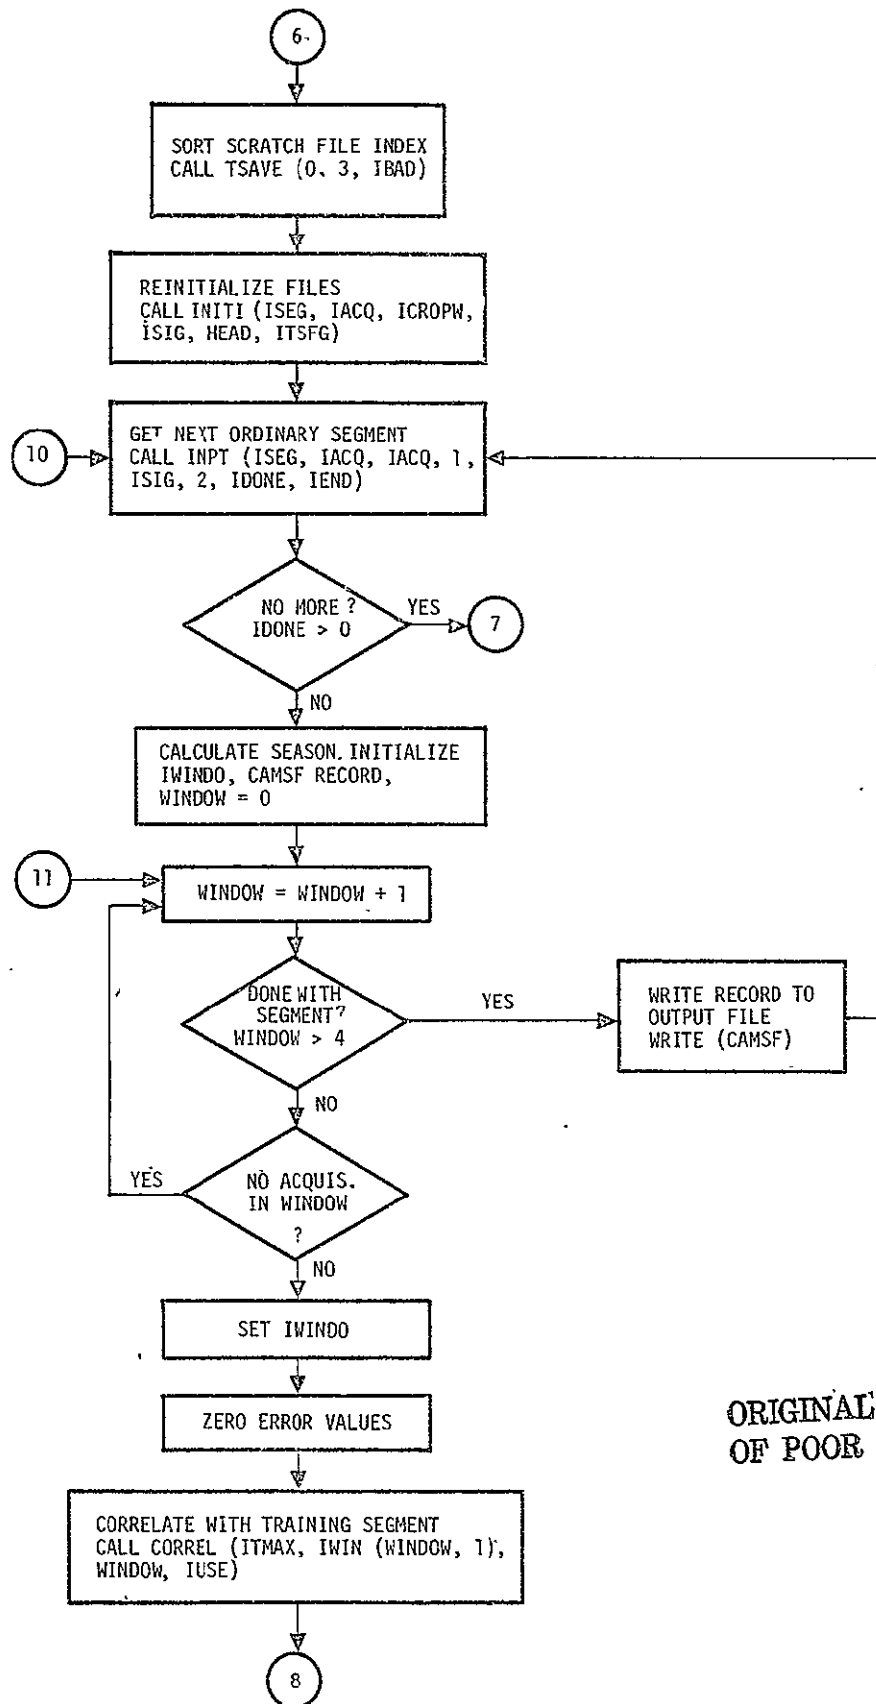 6
SORT SCRATCH FILE INDEX
CALL TSAVE (0, 3, IBAD)
REINITIALIZE FILES
CALL INITI (ISEG, IACQ, ICROPW,
ISIG, HEAD, ITSFG)
10
GET NEXT ORDINARY SEGMENT
CALL INPT (ISEG, IACQ, IACQ, 1,
ISIG, 2, IDONE, IEND)
NO MORE ?
IDONE > 0
YES
7
NO
CALCULATE SEASON. INITIALIZE
IWINDO, CAMSF RECORD,
WINDOW = 0
11
WINDOW = WINDOW + 1
DONE WITH
SEGMENT?
WINDOW > 4
YES
WRITE RECORD TO
OUTPUT FILE
WRITE (CAMSF)
NO
YES
NO ACQUIS.
IN WINDOW
?
NO
SET IWINDO
ZERO ERROR VALUES
ORIGINAL
OF POOR
CORRELATE WITH TRAINING SEGMENT
CALL CORREL (ITMAX, IWIN (WINDOW, 1),
WINDOW, IUSE)
8